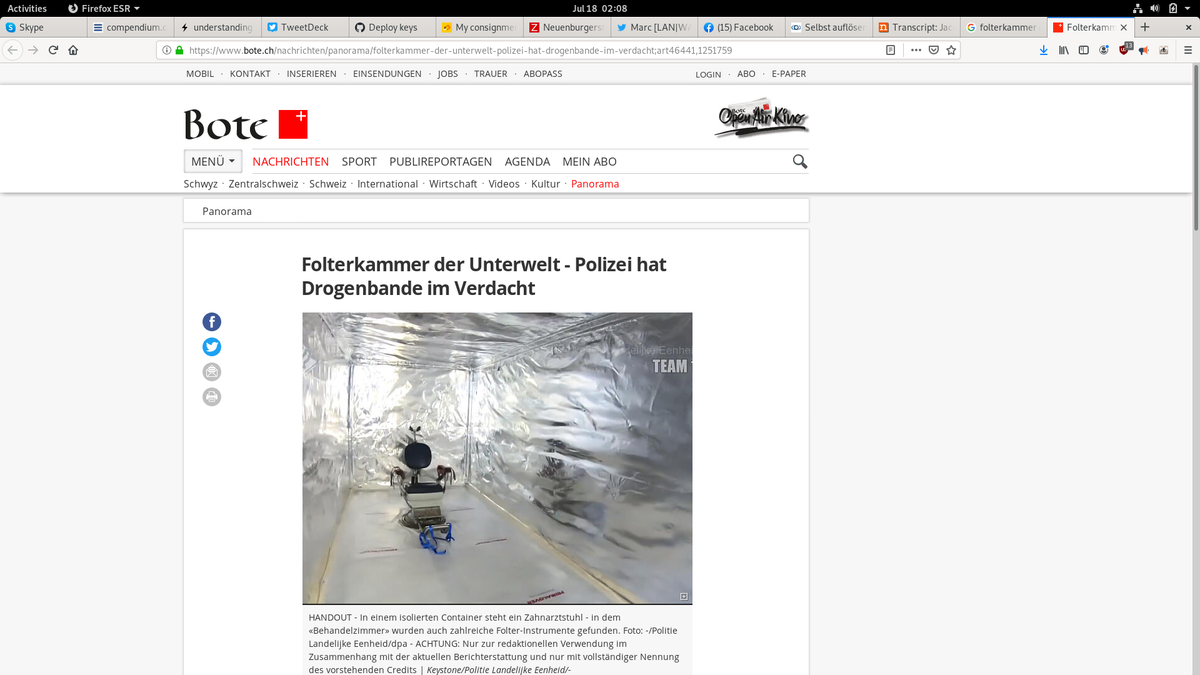 Activities Firefox ESR Jul 18 02:08
Skype compendium.c understanding TweetDeck Deploy keys My consignme Neuenburgers Marc [LAN|WA (15) Facebook Selbst auflöse Transcript: Jac folterkammer Folterkamm
https://www.bote.ch/nachrichten/panorama/folterkammer-der-unterwelt-polizei-hat-drogenbande-im-verdacht;art46441,1251759 13
MOBIL · KONTAKT · INSERIEREN · EINSENDUNGEN · JOBS · TRAUER · ABOPASS LOGIN · ABO · E-PAPER
Bote
Bote
Open Air Kino
MENÜ NACHRICHTEN SPORT PUBLIREPORTAGEN AGENDA MEIN ABO
Schwyz · Zentralschweiz · Schweiz · International · Wirtschaft · Videos · Kultur · Panorama
Panorama
Folterkammer der Unterwelt - Polizei hat
Drogenbande im Verdacht
TEAM
HANDOUT - In einem isolierten Container steht ein Zahnarztstuhl - in dem
«Behandelzimmer» wurden auch zahlreiche Folter-Instrumente gefunden. Foto: -/Politie
Landelijke Eenheid/dpa - ACHTUNG: Nur zur redaktionellen Verwendung im
Zusammenhang mit der aktuellen Berichterstattung und nur mit vollständiger Nennung
des vorstehenden Credits | Keystone/Politie Landelijke Eenheid/-